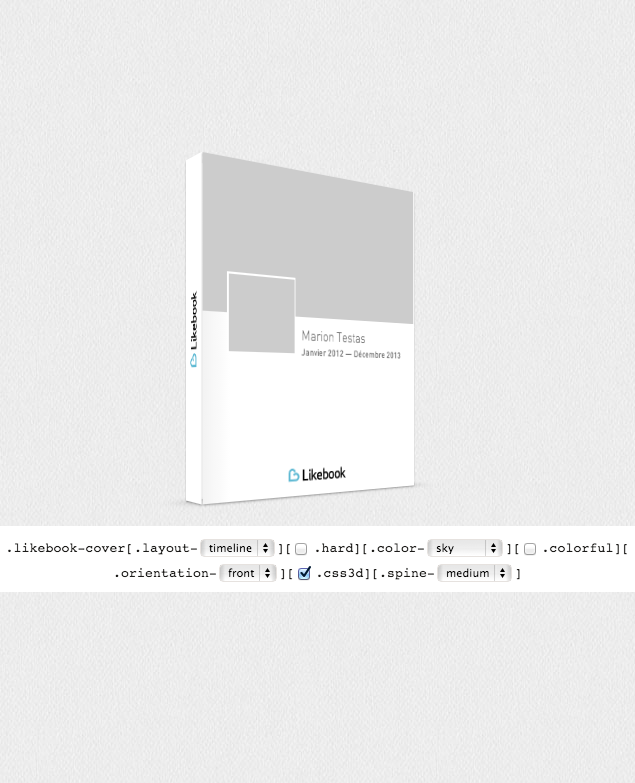 Likebook
Marion Testas
Janvier 2012 — Décembre 2013
Likebook
.likebook-cover[.layout- timeline ][ .hard][.color- sky ][ .colorful][
.orientation- front ][ .css3d][.spine- medium ]